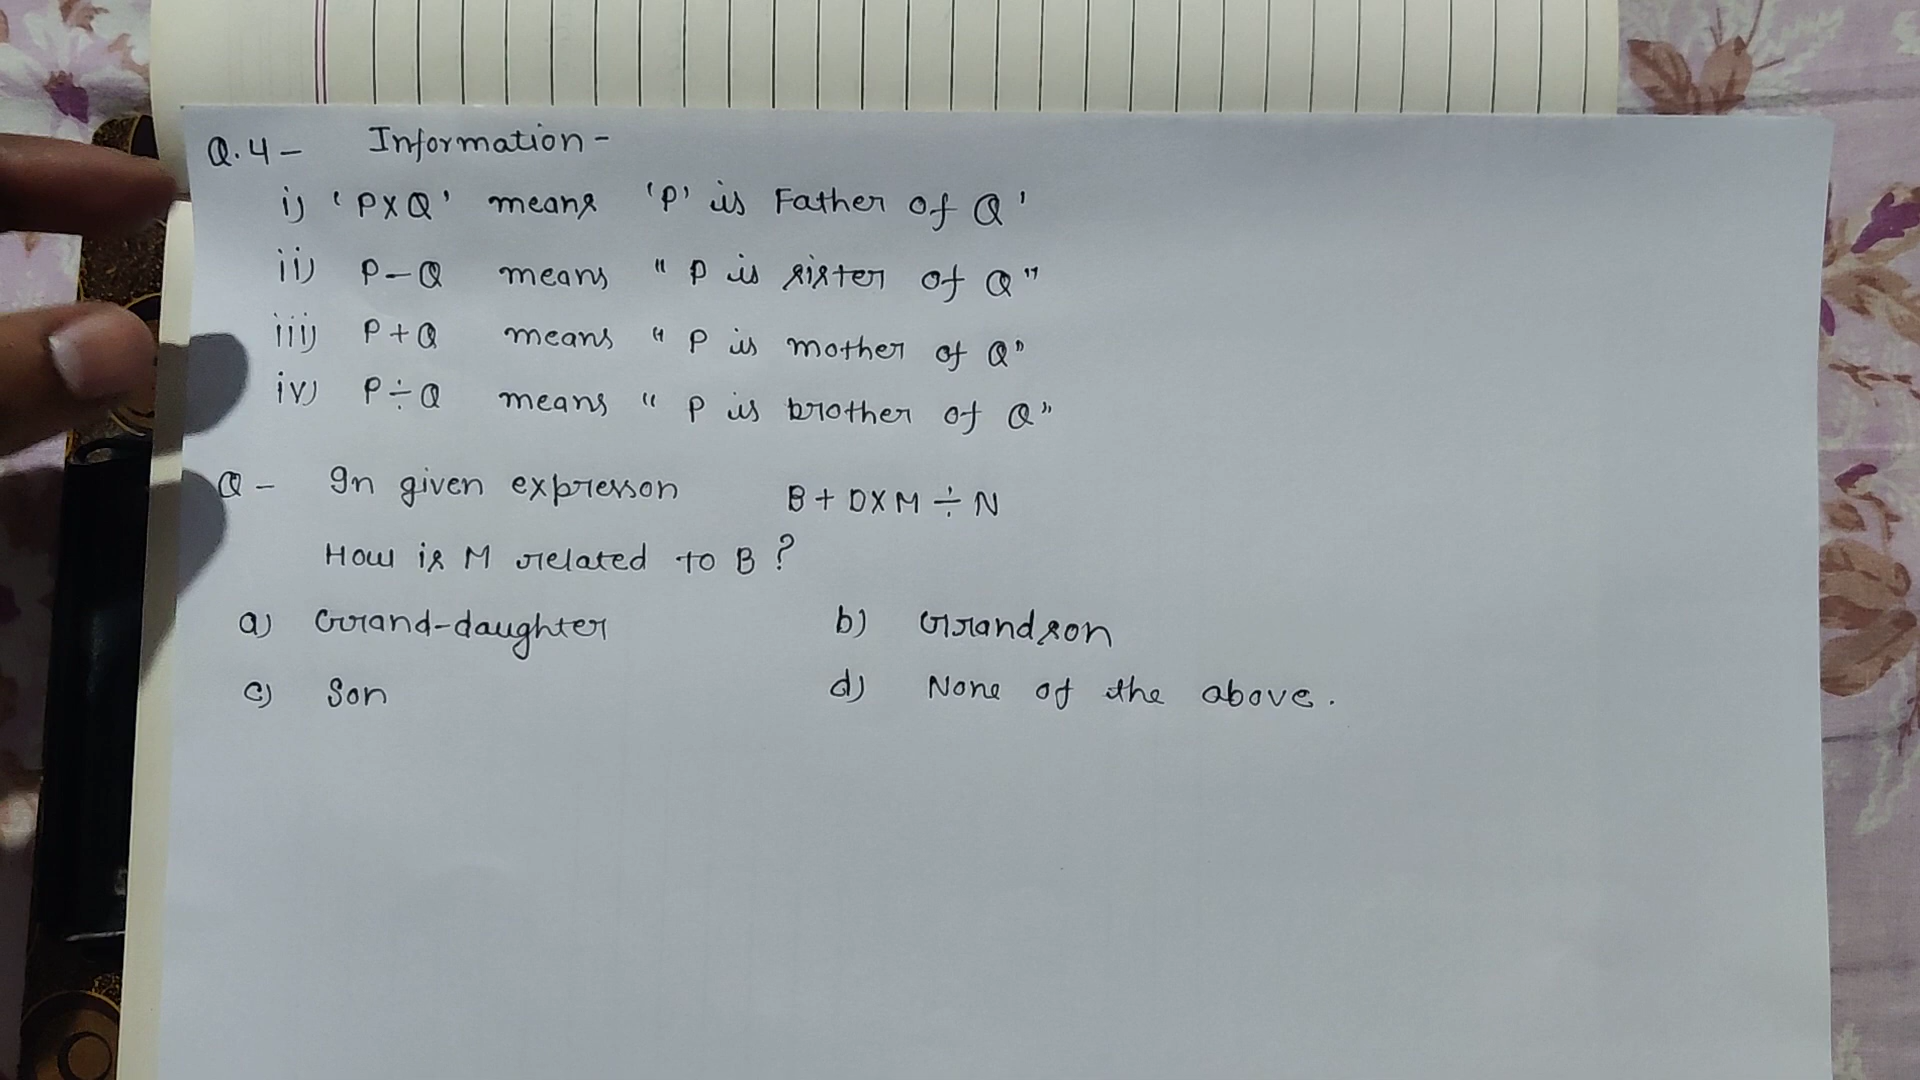 Q.4- Information-
i) 'P×Q' means 'P' is Father of Q'
ii) P-Q means "P is sister of Q"
iii) P+Q means "P is mother of Q"
iv) P÷Q means "P is brother of Q"
Q- In given expresson B+D×M÷N
How is M related to B?
a) Grand-daughter b) Grandson
c) Son d) None of the above.